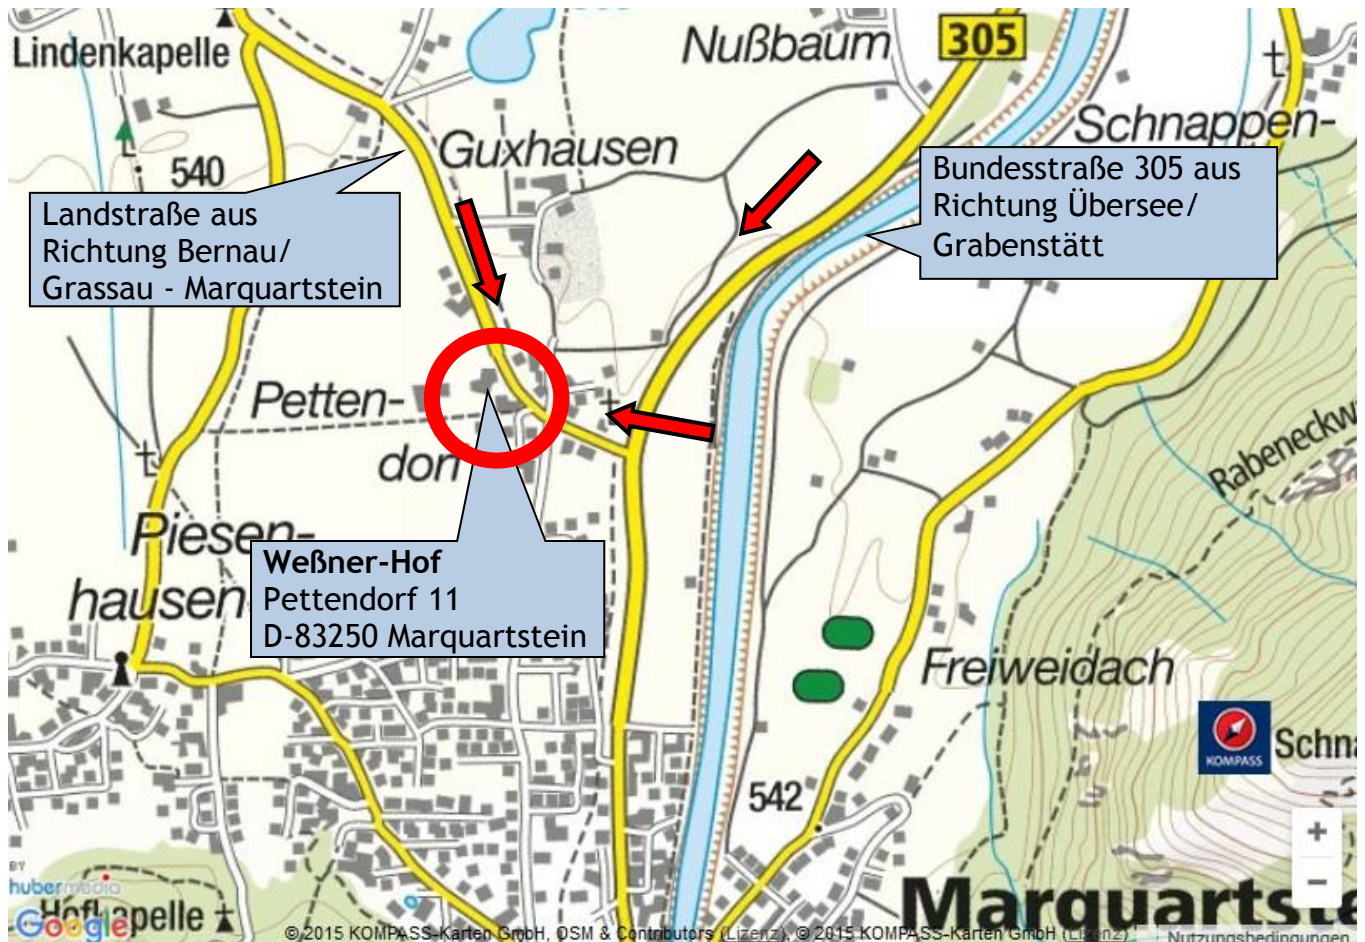 Lindenkapelle
Nußbaum
305
Schnappen-
Guxhausen
540
Bundesstraße 305 aus
Richtung Übersee/
Grabenstätt
Landstraße aus
Richtung Bernau/
Grassau - Marquartstein
Petten-
dorf
Rabeneckw
Piesen-
hausen
Weßner-Hof
Pettendorf 11
D-83250 Marquartstein
Freiweidach
KOMPASS
Schna
542
+
−
BY
hubermedia
Hofkapelle
Google
Marquartste
© 2015 KOMPASS-Karten GmbH, OSM & Contributors (Lizenz), © 2015 KOMPASS-Karten GmbH (Lizenz)
Nutzungsbedingungen